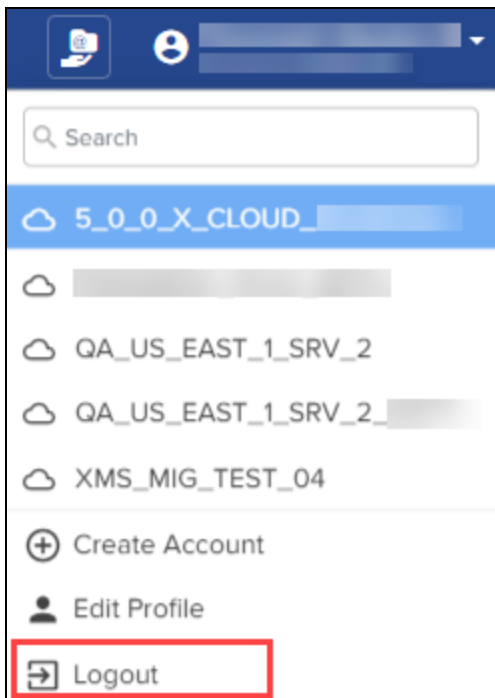 Search
5_0_0_X_CLOUD_
QA_US_EAST_1_SRV_2
QA_US_EAST_1_SRV_2_
XMS_MIG_TEST_04
Create Account
Edit Profile
Logout